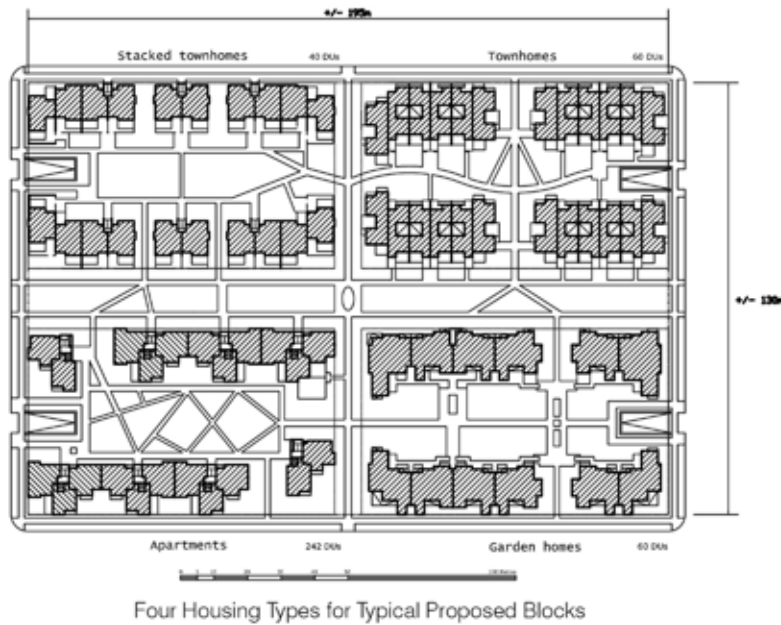 +/- 195m
Stacked townhomes 40 DUs Townhomes 60 DUs
+/- 130m
Apartments 242 DUs Garden homes 60 DUs
Four Housing Types for Typical Proposed Blocks